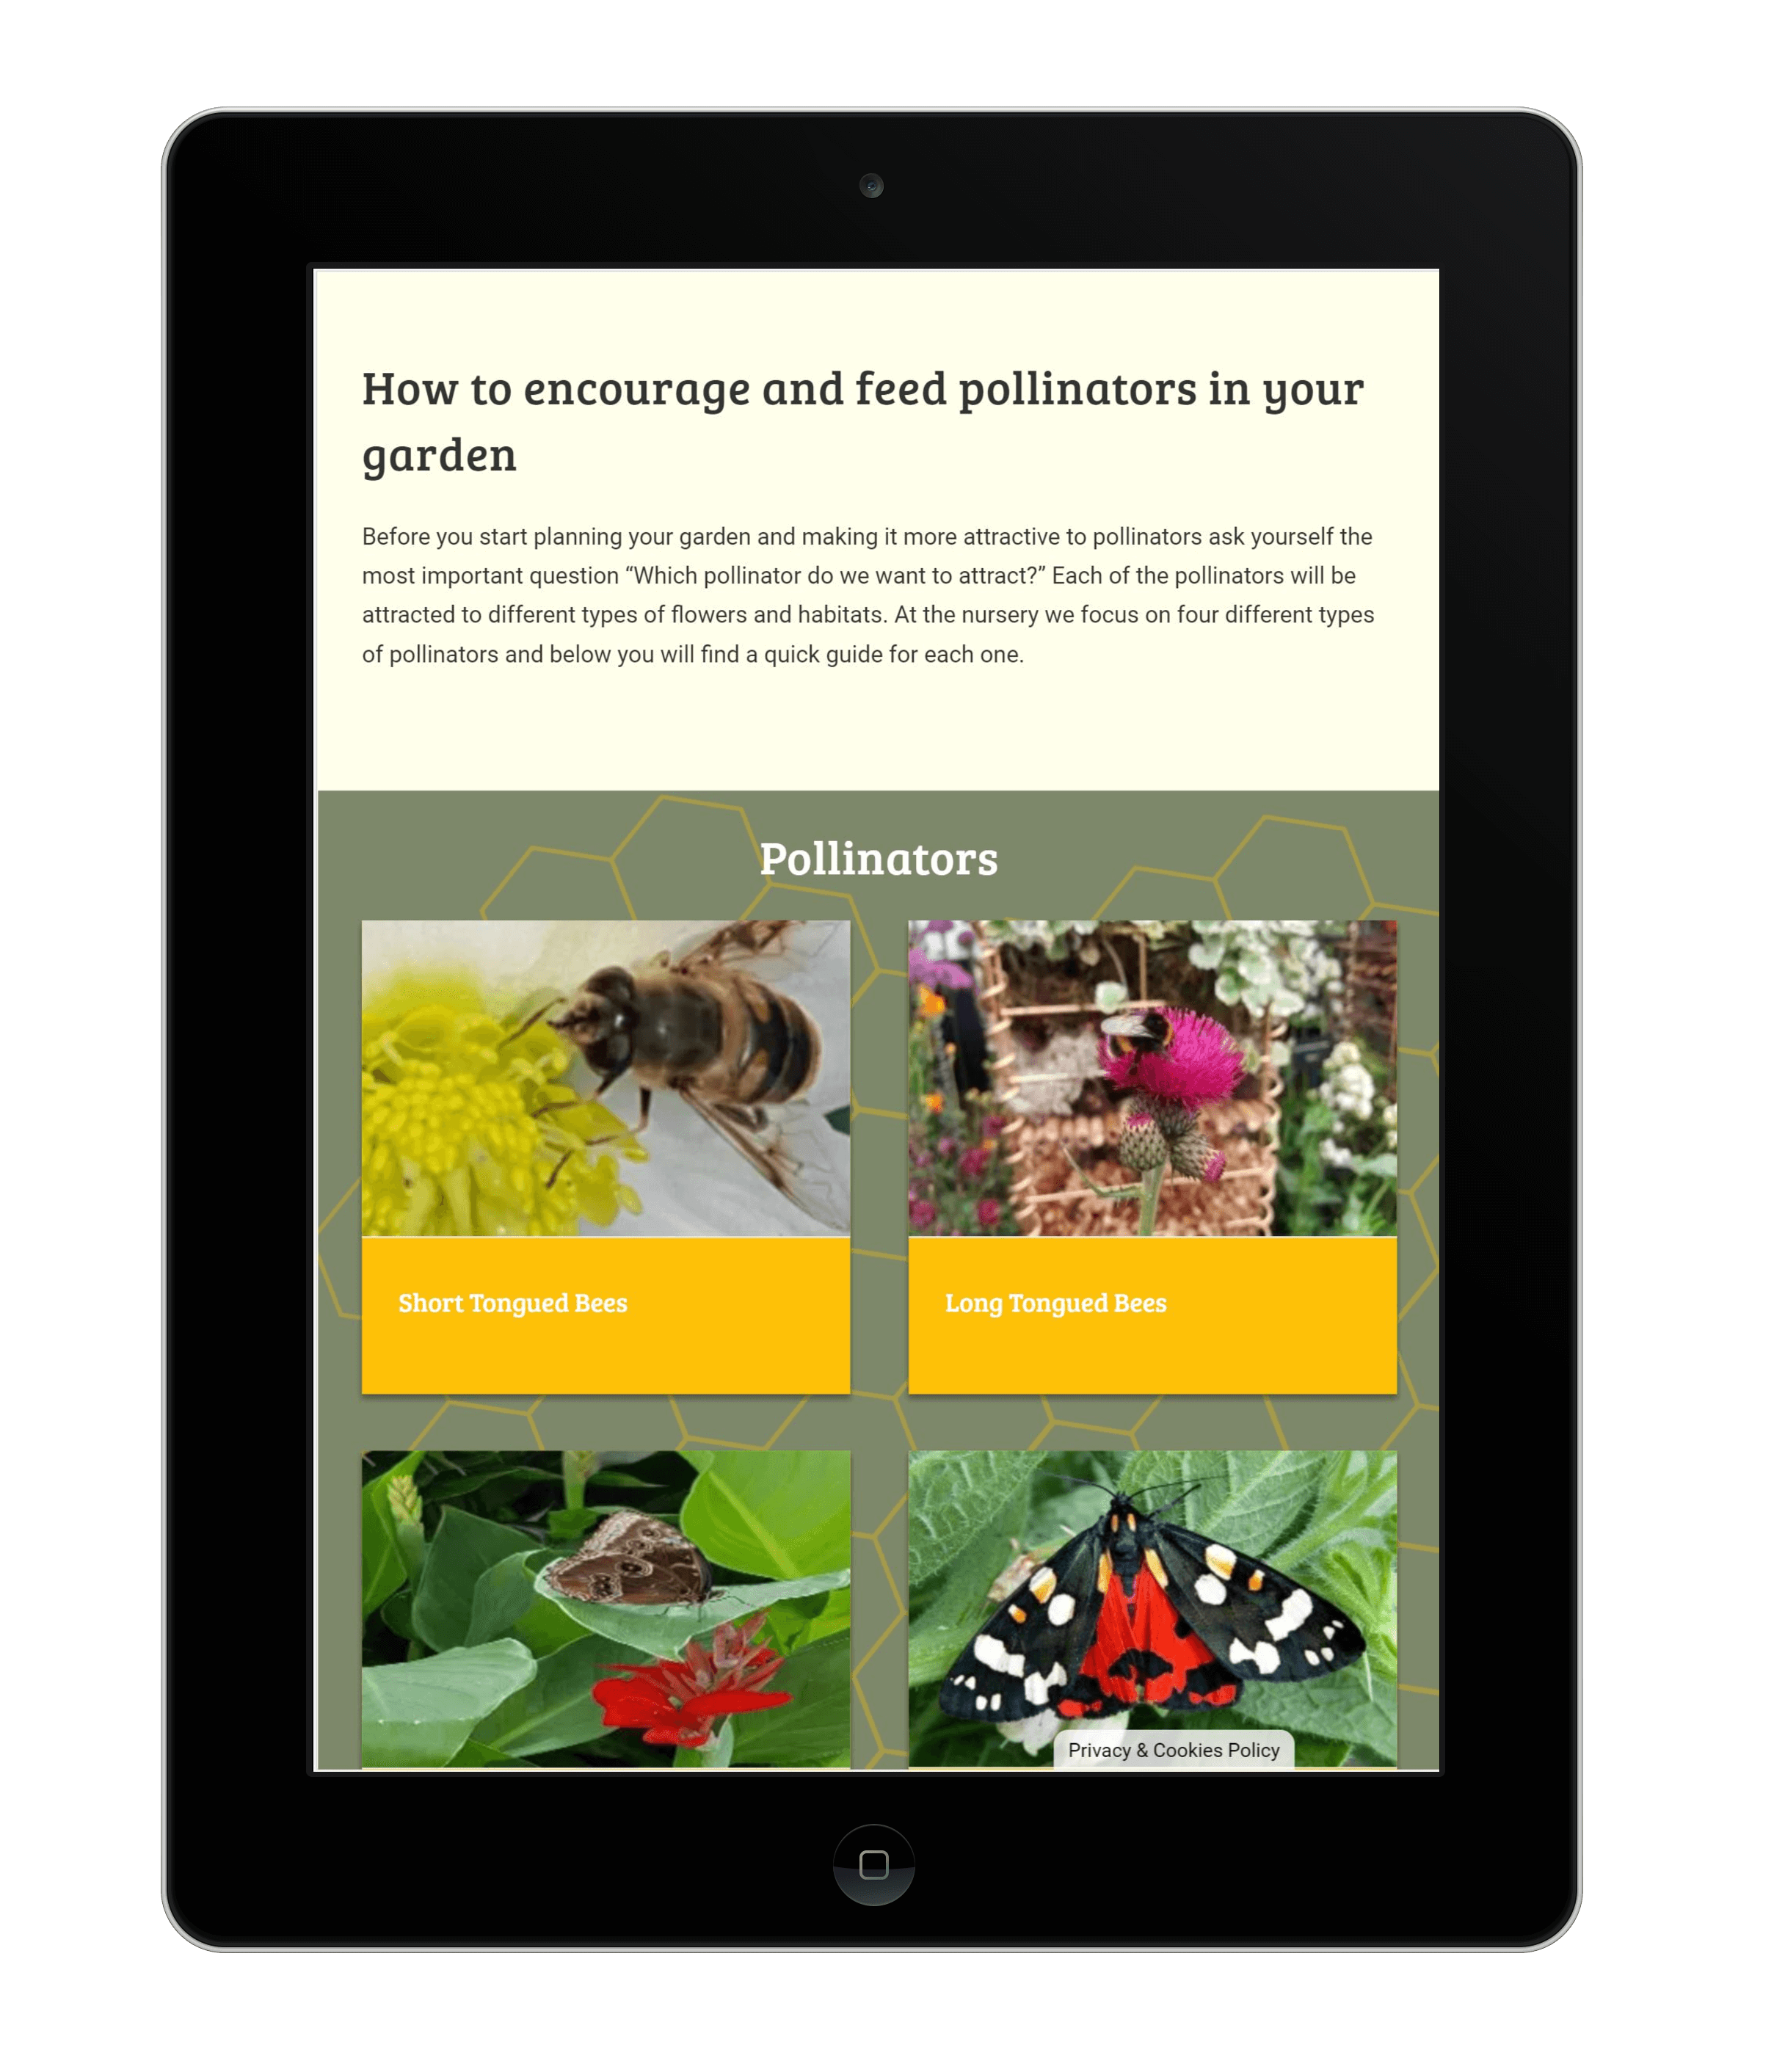 How to encourage and feed pollinators in your
garden
Before you start planning your garden and making it more attractive to pollinators ask yourself the
most important question “Which pollinator do we want to attract?” Each of the pollinators will be
attracted to different types of flowers and habitats. At the nursery we focus on four different types
of pollinators and below you will find a quick guide for each one.
Pollinators
Short Tongued Bees
Long Tongued Bees
Privacy & Cookies Policy